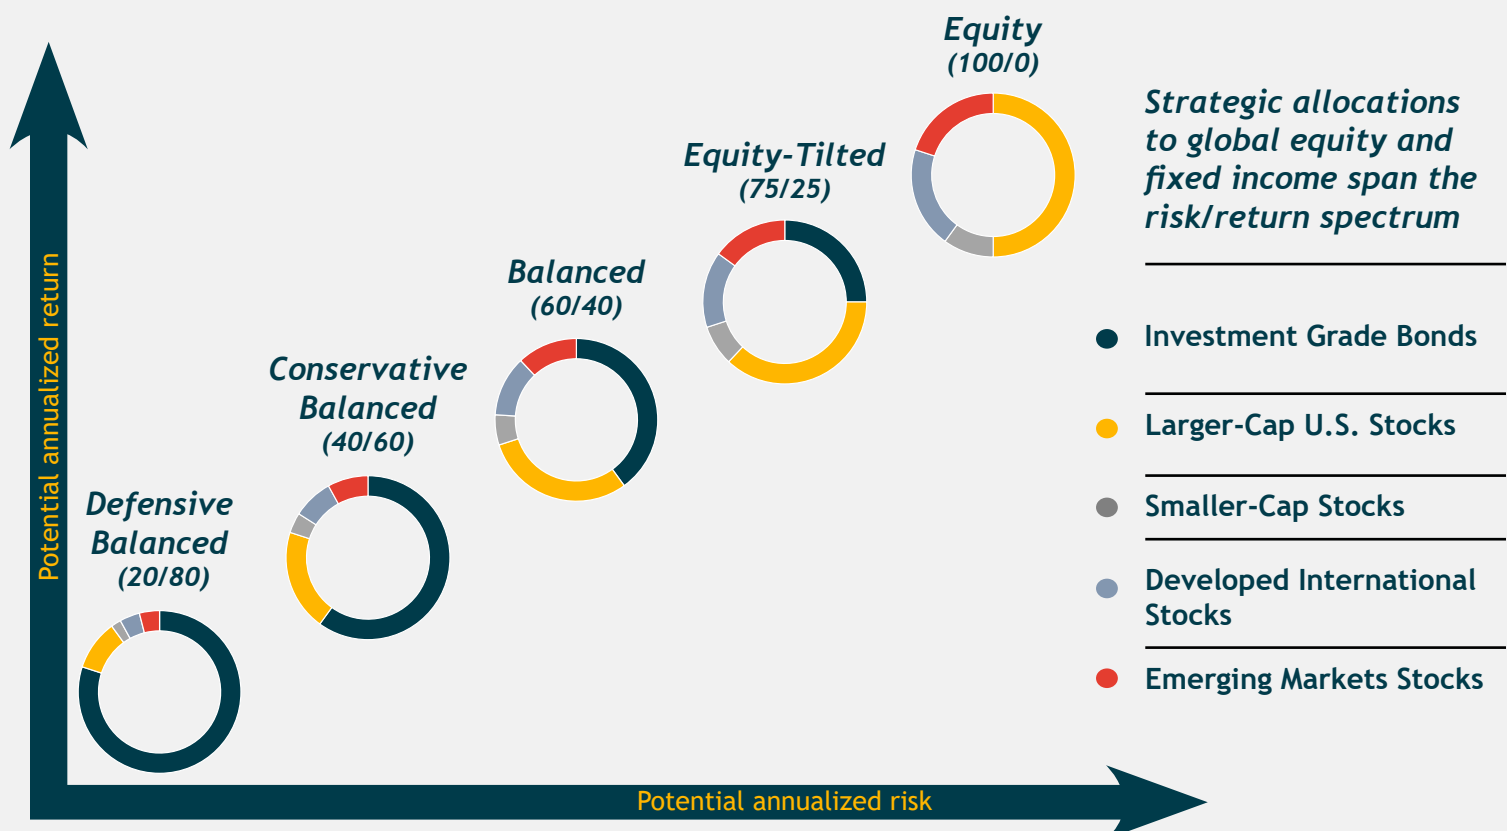 Equity
(100/0)
Strategic allocations
to global equity and
fixed income span the
risk/return spectrum
Equity-Tilted
(75/25)
Balanced
(60/40)
Conservative
Balanced
(40/60)
Defensive
Balanced
(20/80)
Potential annualized return
Investment Grade Bonds
Larger-Cap U.S. Stocks
Smaller-Cap Stocks
Developed International
Stocks
Emerging Markets Stocks
Potential annualized risk